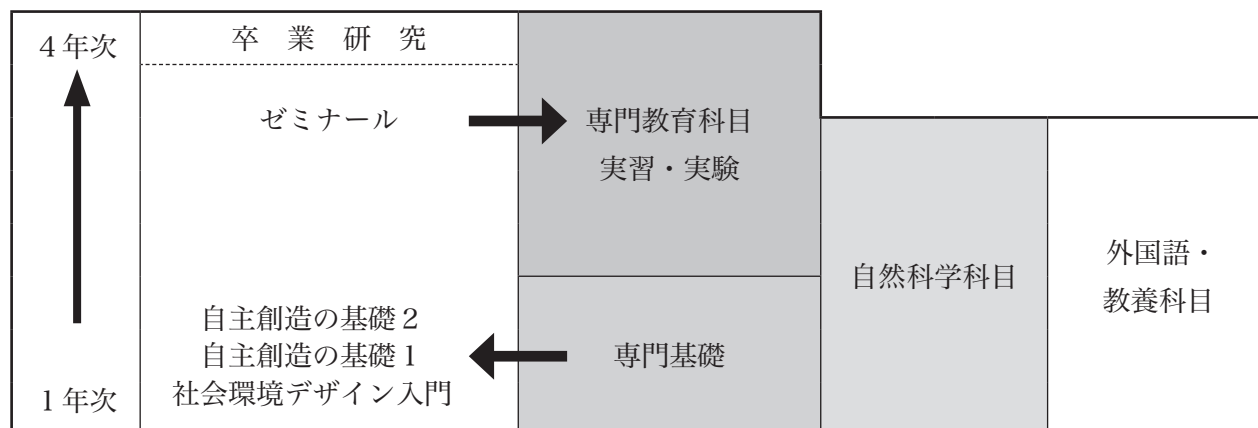 4年次
卒 業 研 究
ゼミナール
専門教育科目
実習・実験
自然科学科目
外国語・
教養科目
自主創造の基礎2
自主創造の基礎1
社会環境デザイン入門
専門基礎
1年次